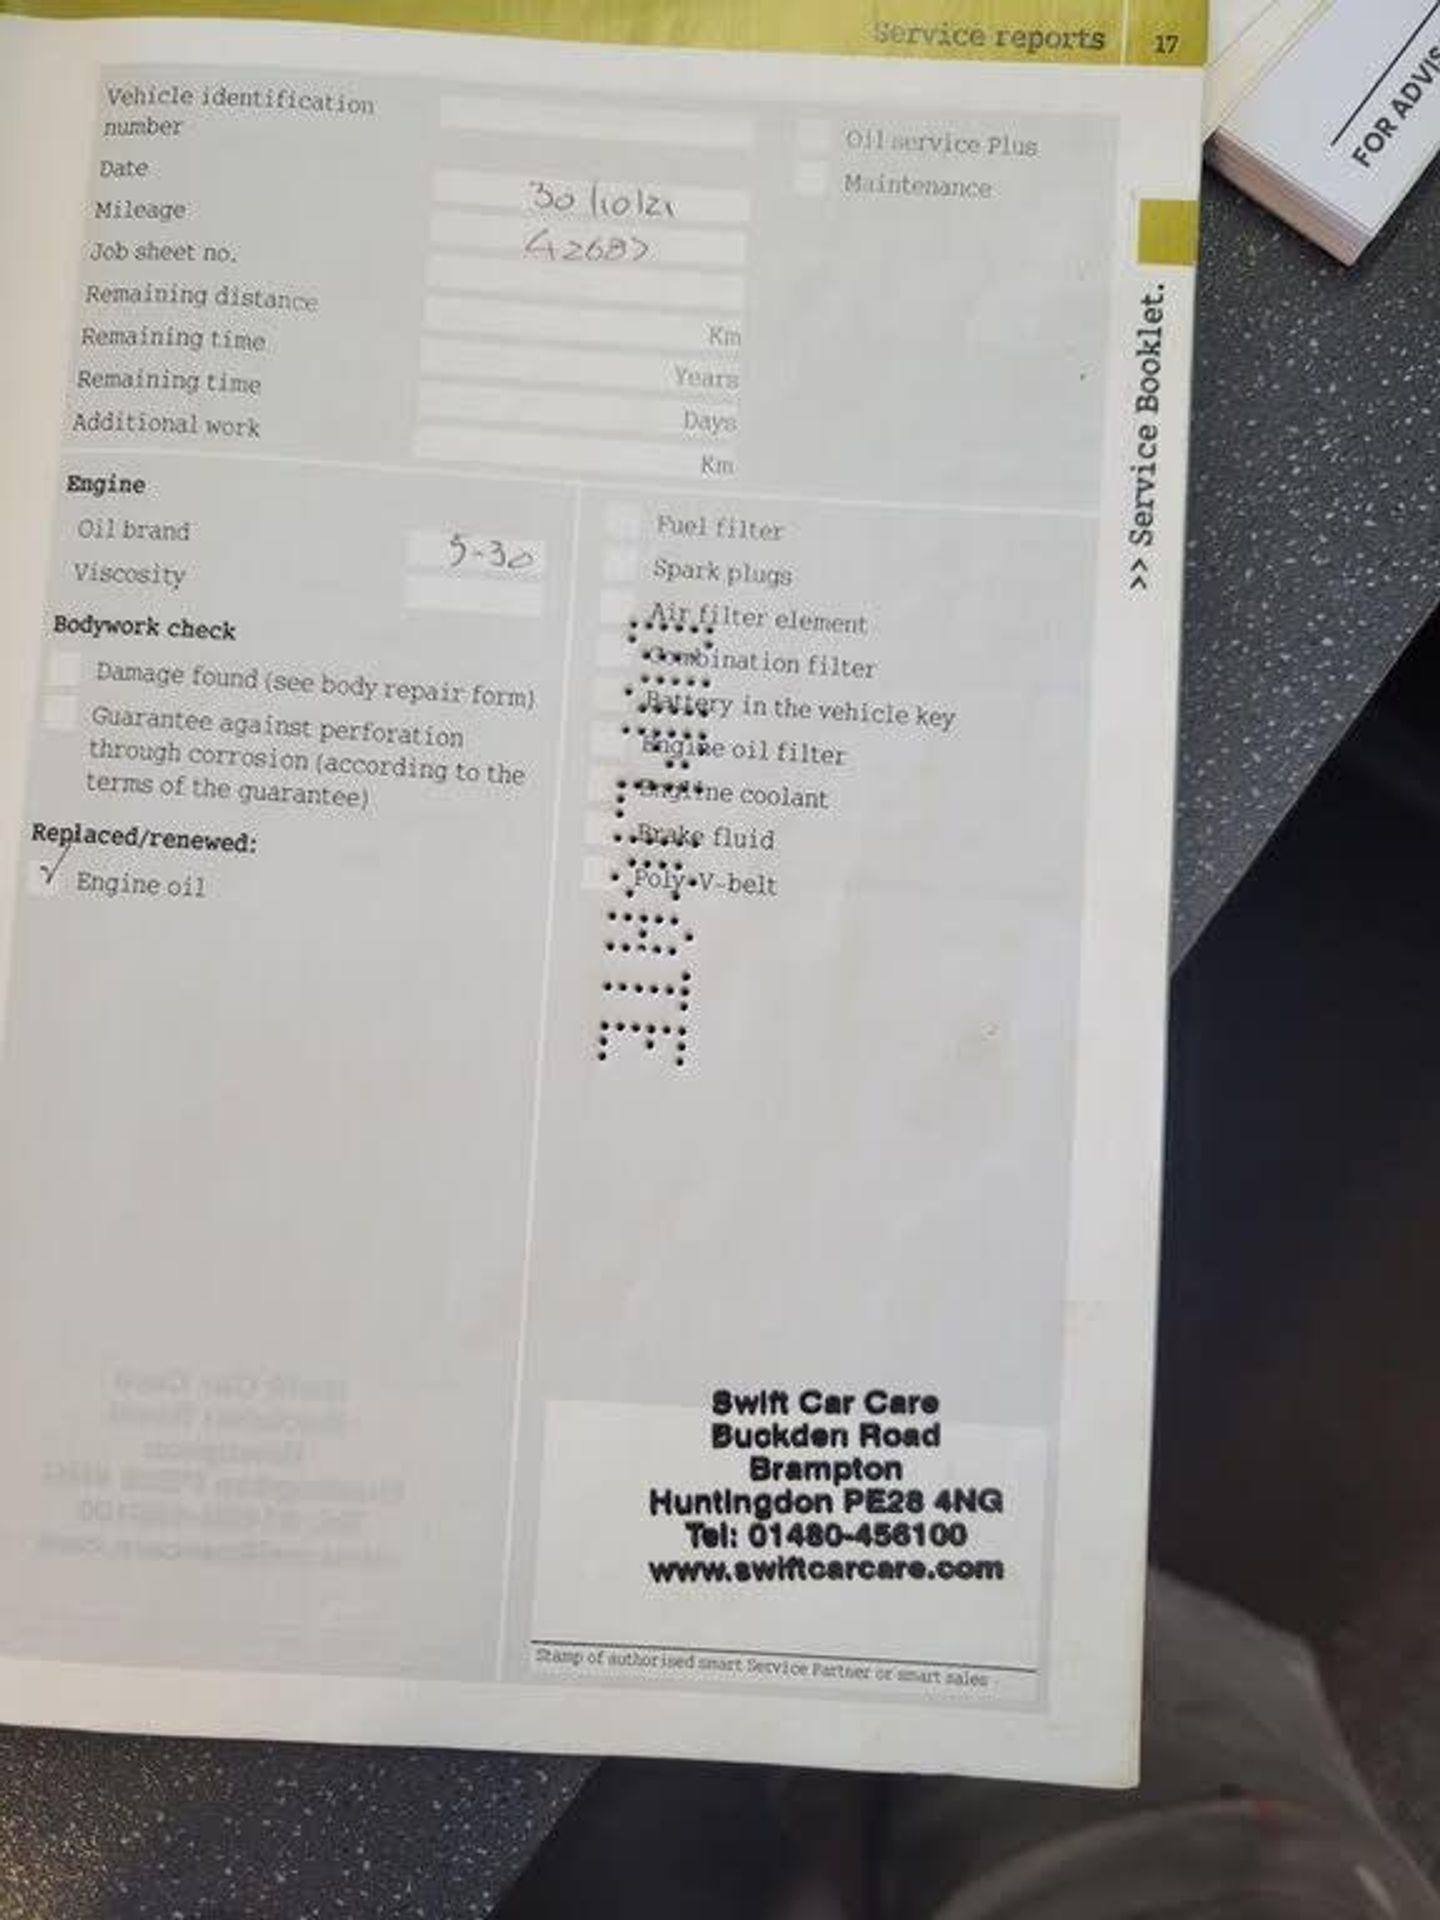 Service reports 17
Vehicle identification
number
Date 30/10/21
Mileage 42687
Job sheet no.
Remaining distance Km
Remaining time Years
Remaining time Days
Additional work Km
Oil service Plus
Maintenance
Engine
Oil brand 5-30
Viscosity
Bodywork check
Damage found (see body repair form)
Guarantee against perforation
through corrosion (according to the
terms of the guarantee)
Replaced/renewed:
√ Engine oil
Fuel filter
Spark plugs
Air filter element
Combination filter
Battery in the vehicle key
Engine oil filter
Engine coolant
Brake fluid
Poly-V-belt
Swift Car Care
Buckden Road
Brampton
Huntingdon PE28 4NG
Tel: 01480-456100
www.swiftcarcare.com
Stamp of authorised smart Service Partner or smart sales
>> Service Booklet.
FOR ADVIS